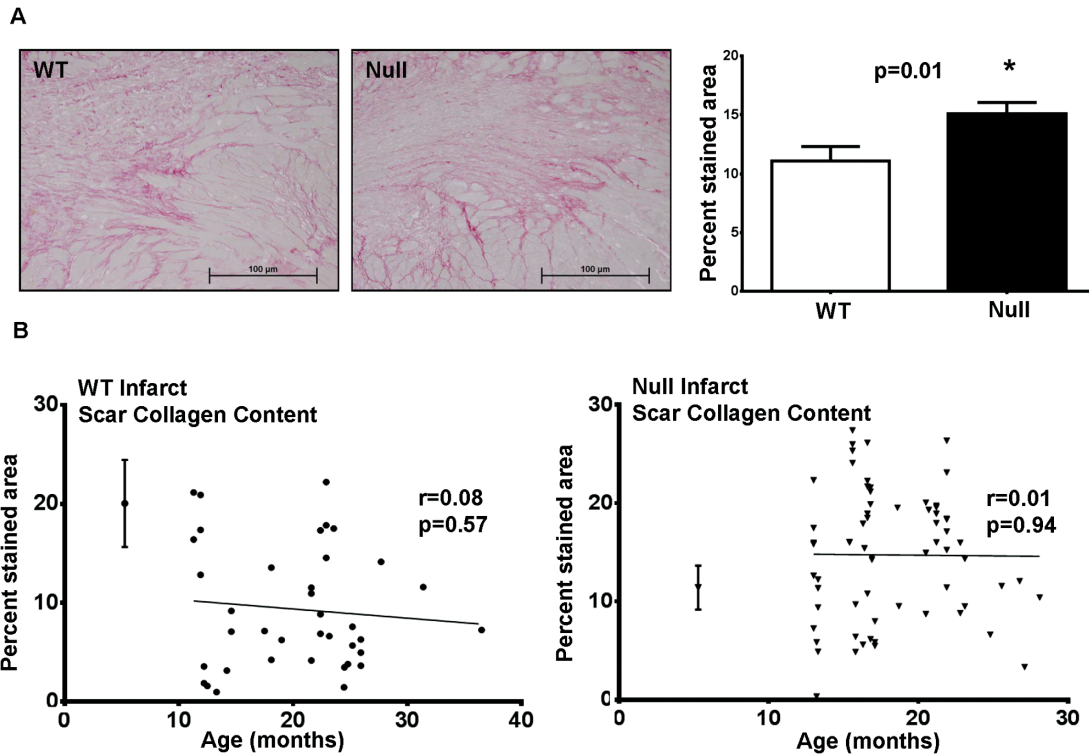 A
WT
100 µm
Null
100 µm
Percent stained area
20
15
10
5
0
p=0.01
*
WT
Null
B
WT Infarct
Scar Collagen Content
Percent stained area
30
20
10
0
r=0.08
p=0.57
0
10
20
30
40
Age (months)
Null Infarct
Scar Collagen Content
Percent stained area
30
20
10
0
r=0.01
p=0.94
0
10
20
30
Age (months)